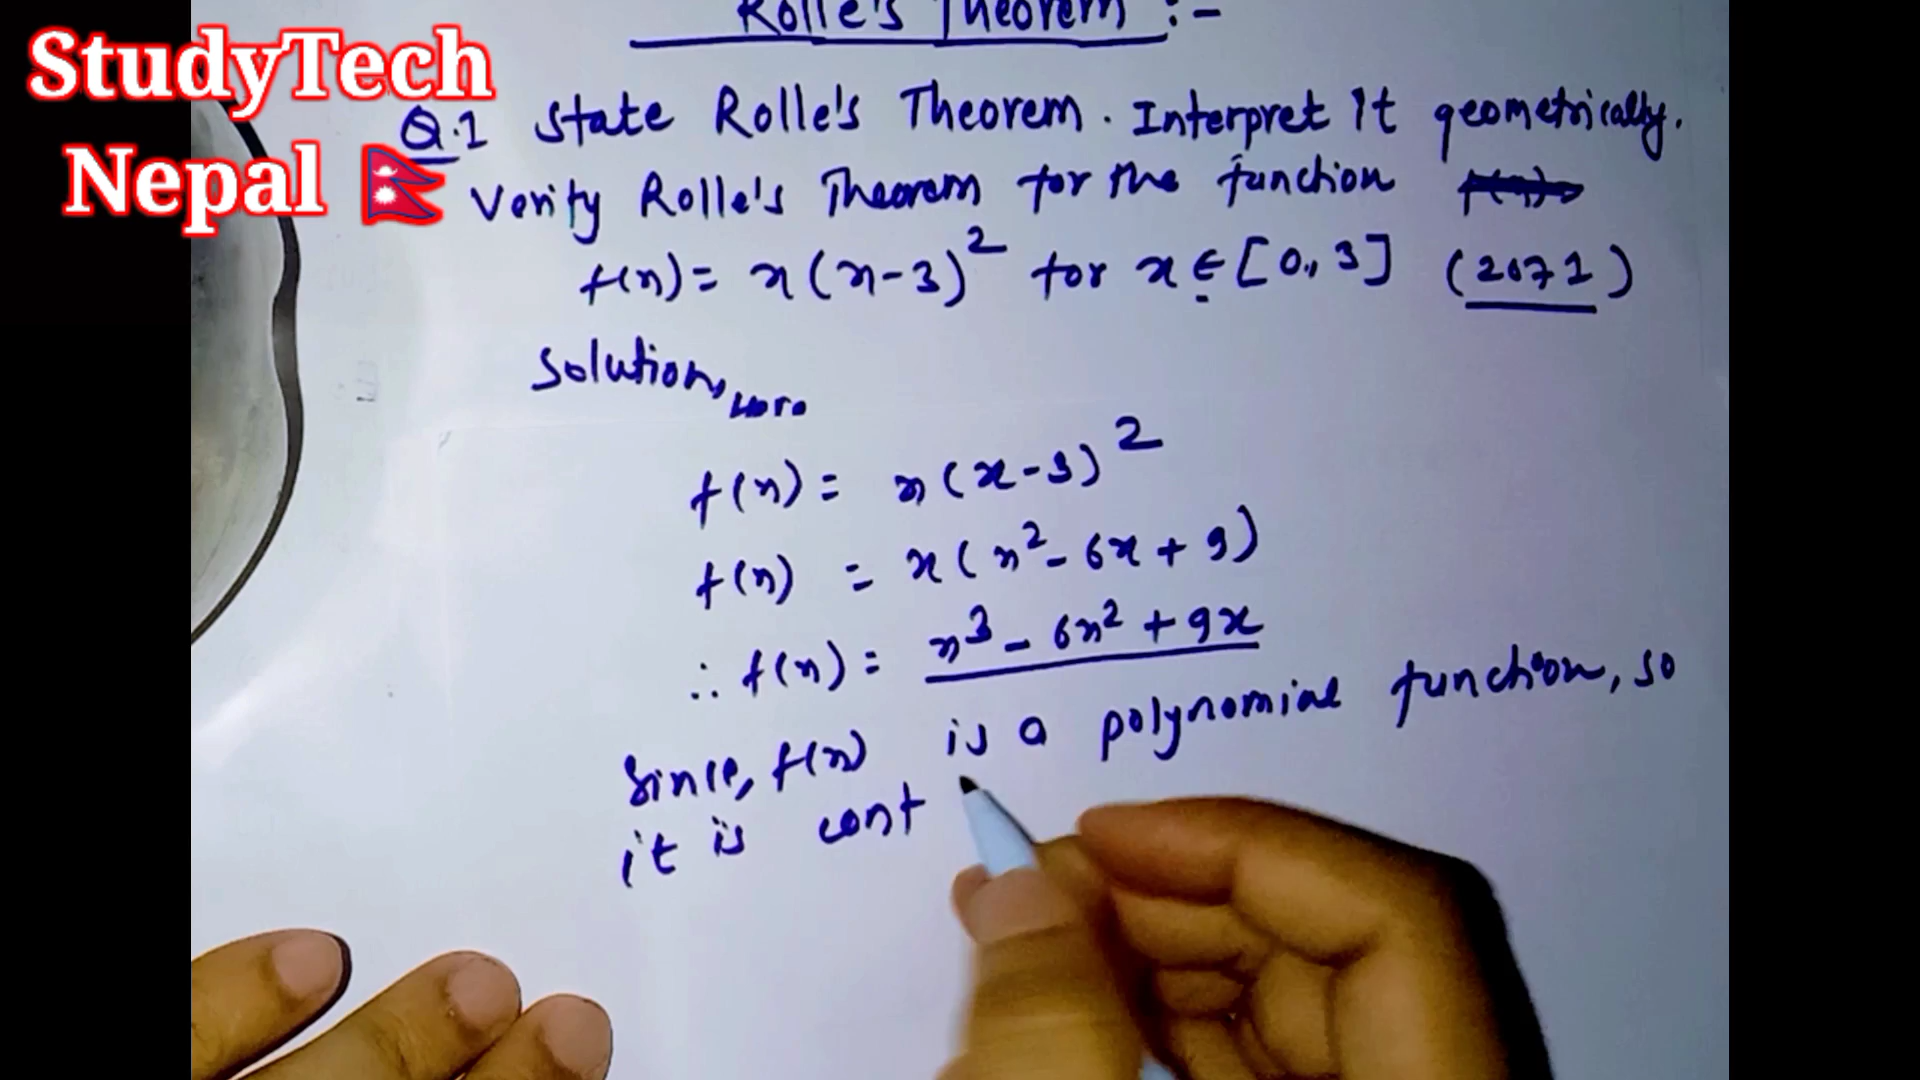 StudyTech
Nepal
Rolle's Theorem :-
Q.1 State Rolle's Theorem. Interpret It geometrically.
Verify Rolle's Theorem for the function
f(x) = x(x-3)² for x ∈ [0, 3] (2071)
Solution, Here
f(x) = x(x-3)²
f(x) = x(x² - 6x + 9)
∴ f(x) = x³ - 6x² + 9x
Since, f(x) is a polynomial function, so
it is cont